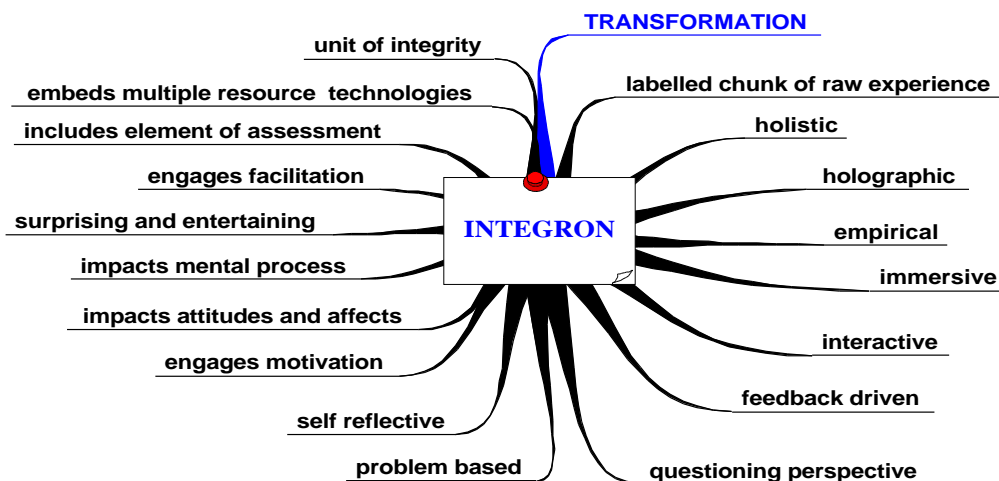 TRANSFORMATION
unit of integrity
labelled chunk of raw experience
embeds multiple resource technologies
includes element of assessment
holistic
engages facilitation
holographic
surprising and entertaining
INTEGRON
empirical
impacts mental process
immersive
impacts attitudes and affects
interactive
engages motivation
feedback driven
self reflective
problem based
questioning perspective